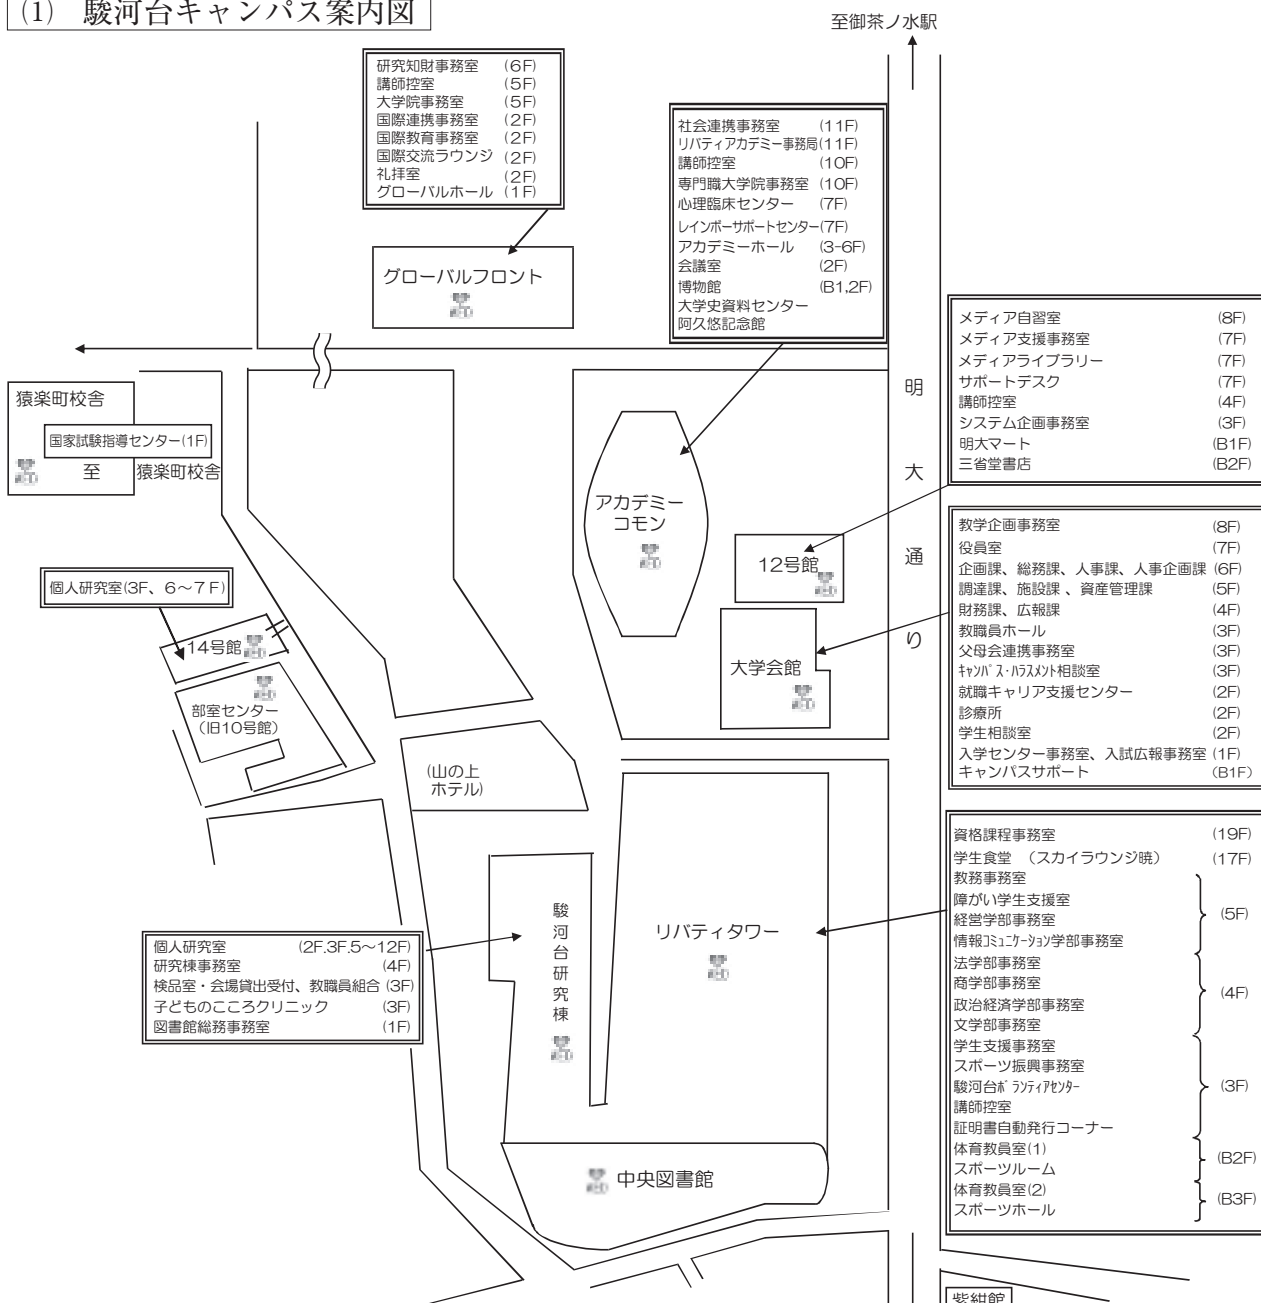 (1) 駿河台キャンパス案内図
至御茶ノ水駅
研究知財事務室 (6F)
講師控室 (5F)
大学院事務室 (5F)
国際連携事務室 (2F)
国際教育事務室 (2F)
国際交流ラウンジ (2F)
礼拝室 (2F)
グローバルホール (1F)
グローバルフロント
社会連携事務室 (11F)
リバティアカデミー事務局(11F)
講師控室 (10F)
専門職大学院事務室 (10F)
心理臨床センター (7F)
レインボーサポートセンター(7F)
アカデミーホール (3-6F)
会議室 (2F)
博物館 (B1,2F)
大学史資料センター
阿久悠記念館
明大通り
メディア自習室 (8F)
メディア支援事務室 (7F)
メディアライブラリー (7F)
サポートデスク (7F)
講師控室 (4F)
システム企画事務室 (3F)
明大マート (B1F)
三省堂書店 (B2F)
猿楽町校舎
国家試験指導センター(1F)
至 猿楽町校舎
アカデミー
コモン
12号館
大学会館
教学企画事務室 (8F)
役員室 (7F)
企画課、総務課、人事課、人事企画課 (6F)
調達課、施設課 、資産管理課 (5F)
財務課、広報課 (4F)
教職員ホール (3F)
父母会連携事務室 (3F)
ｷｬﾝﾊﾟｽ･ﾊﾗｽﾒﾝﾄ相談室 (3F)
就職キャリア支援センター (2F)
診療所 (2F)
学生相談室 (2F)
入学センター事務室、入試広報事務室 (1F)
キャンパスサポート (B1F)
個人研究室(3F、6～7F)
14号館
部室センター
（旧10号館）
(山の上
ホテル)
個人研究室 (2F.3F.5～12F)
研究棟事務室 (4F)
検品室・会場貸出受付、教職員組合 (3F)
子どものこころクリニック (3F)
図書館総務事務室 (1F)
駿河台研究棟
リバティタワー
資格課程事務室 (19F)
学生食堂 （スカイラウンジ暁） (17F)
教務事務室
障がい学生支援室
経営学部事務室
情報ｺﾐｭﾆｹｰｼｮﾝ学部事務室
(5F)
法学部事務室
商学部事務室
政治経済学部事務室
文学部事務室
(4F)
学生支援事務室
スポーツ振興事務室
駿河台ﾎﾞﾗﾝﾃｨｱｾﾝﾀｰ
講師控室
証明書自動発行コーナー
(3F)
体育教員室(1)
スポーツルーム
(B2F)
体育教員室(2)
スポーツホール
(B3F)
中央図書館
紫紺館